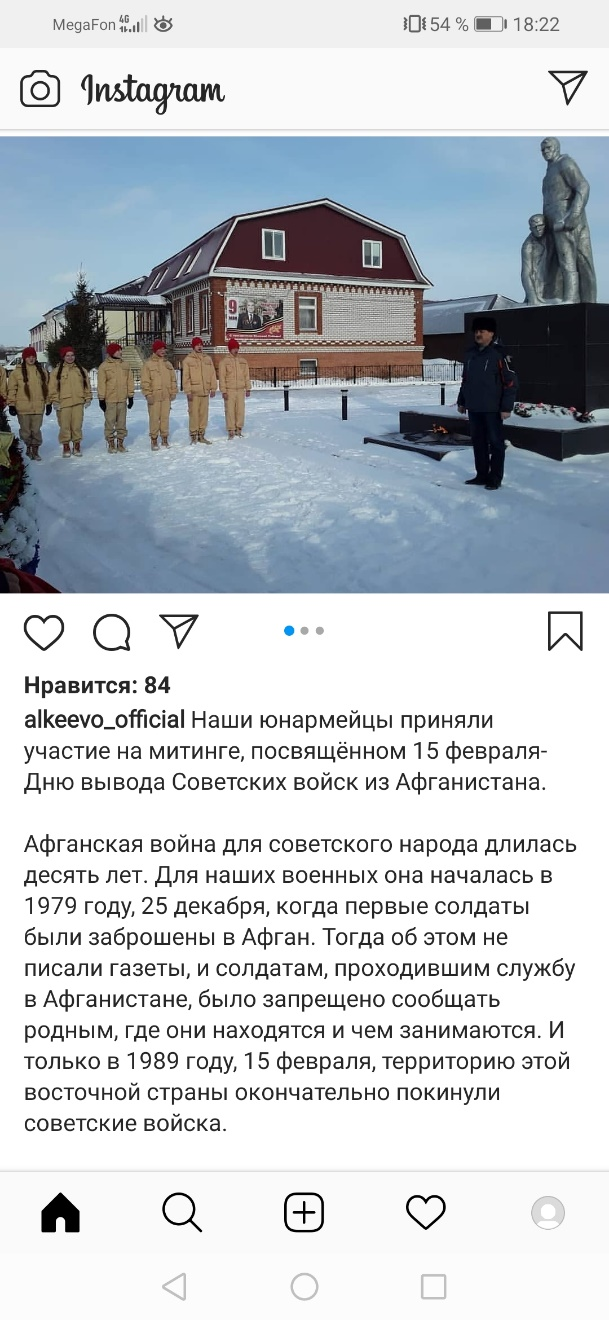 MegaFon 4G 54 % 18:22
Instagram
9
мая
Нравится: 84
alkeevo_official Наши юнармейцы приняли
участие на митинге, посвящённом 15 февраля-
Дню вывода Советских войск из Афганистана.
Афганская война для советского народа длилась
десять лет. Для наших военных она началась в
1979 году, 25 декабря, когда первые солдаты
были заброшены в Афган. Тогда об этом не
писали газеты, и солдатам, проходившим службу
в Афганистане, было запрещено сообщать
родным, где они находятся и чем занимаются. И
только в 1989 году, 15 февраля, территорию этой
восточной страны окончательно покинули
советские войска.